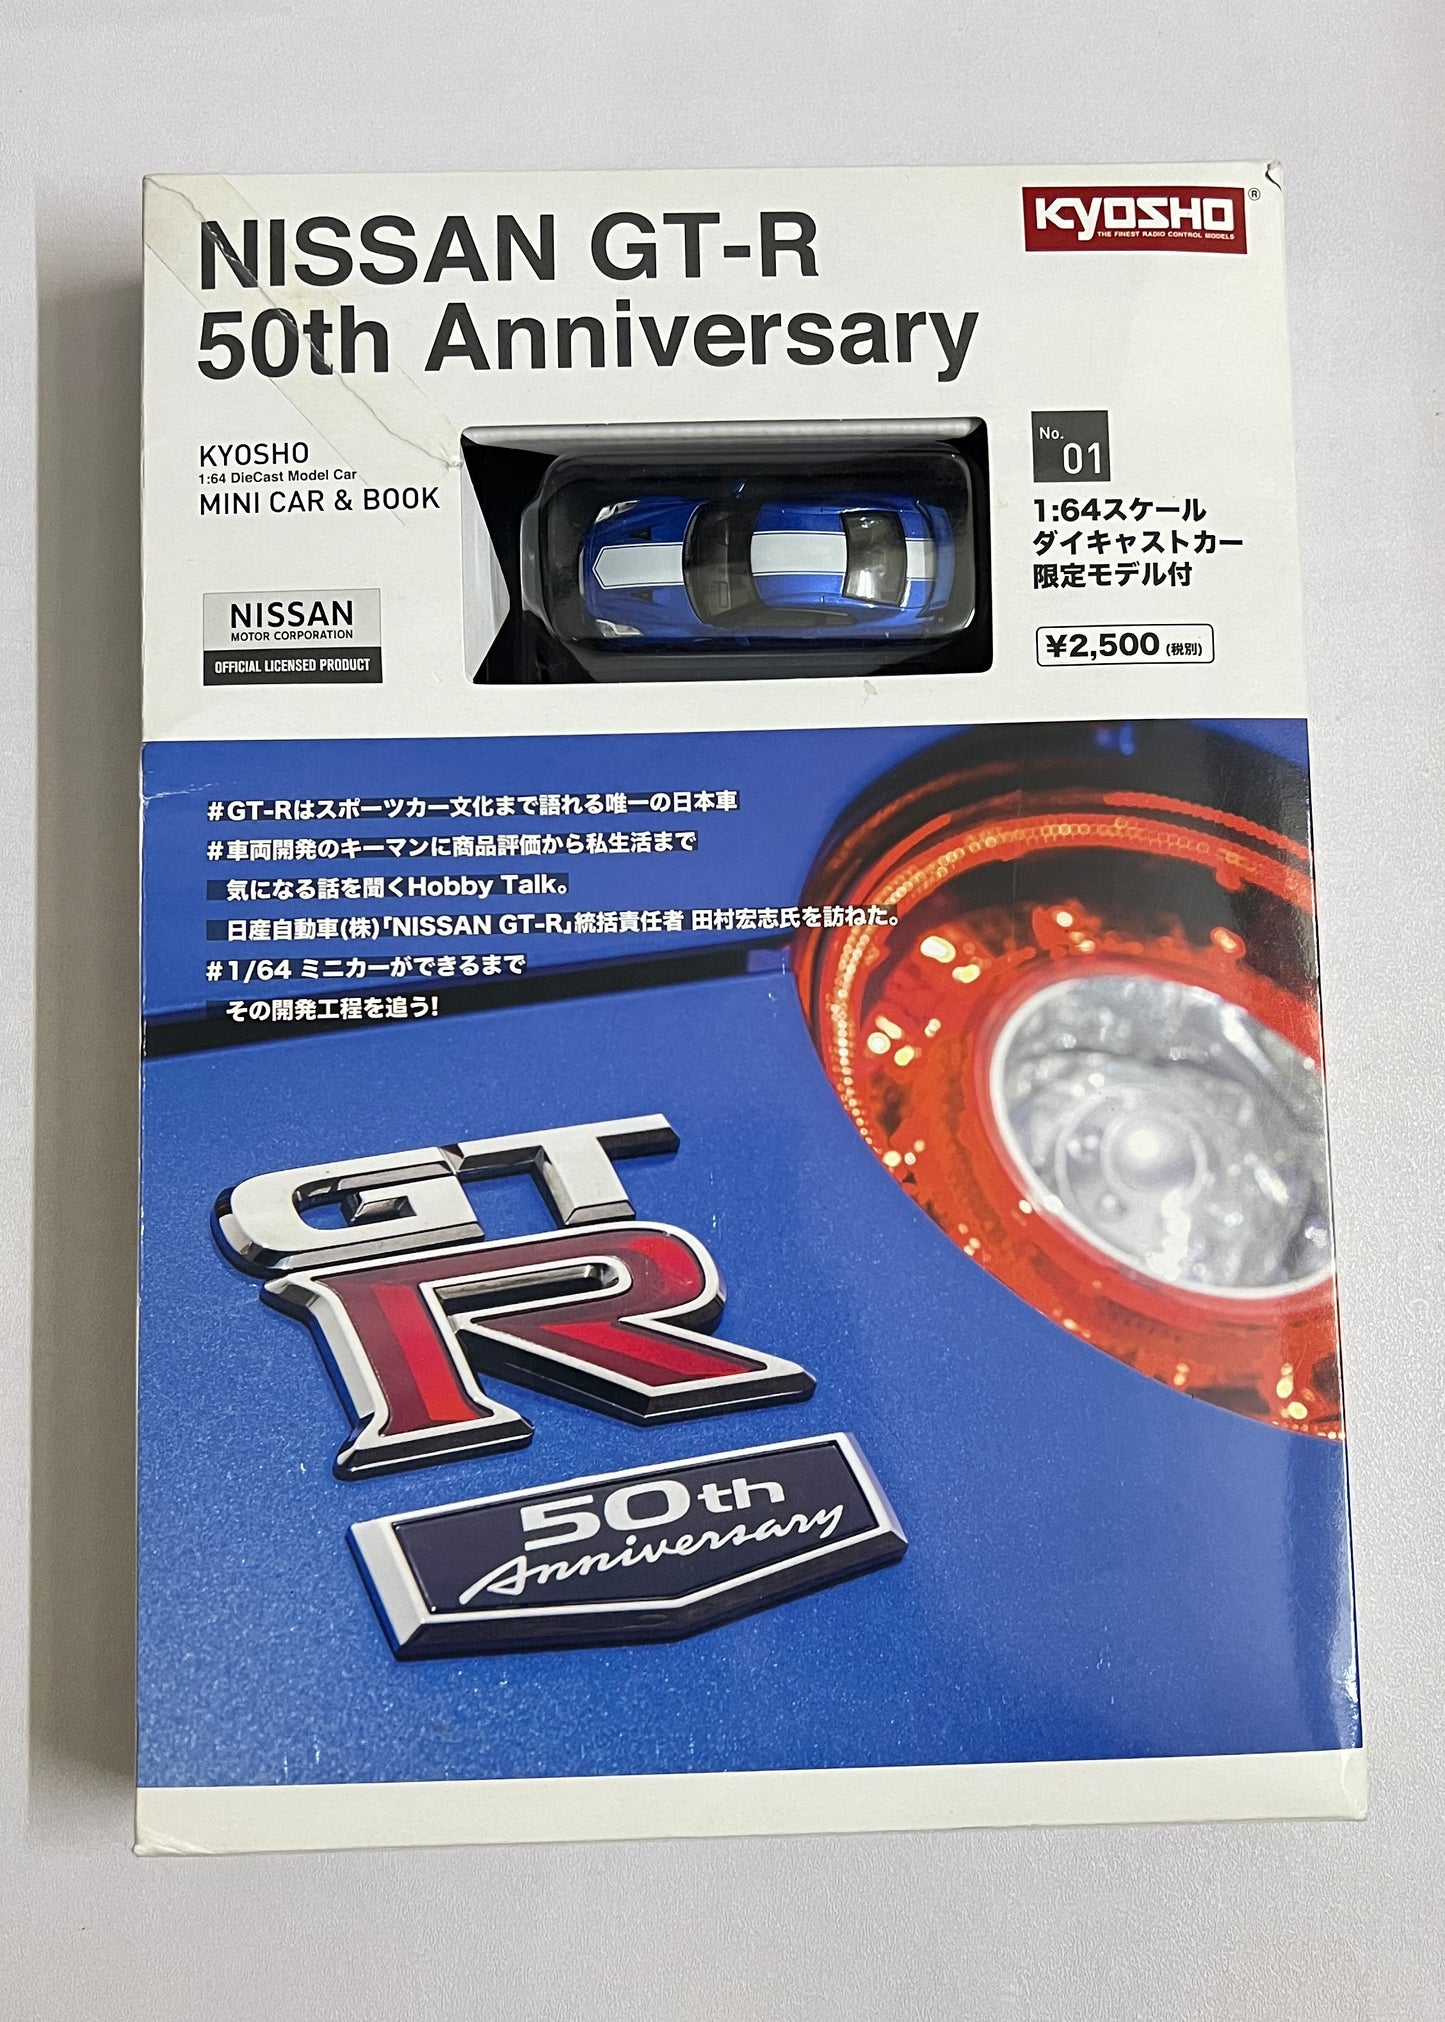 NISSAN GT-R
50th Anniversary
KYOSHO®
THE FINEST RADIO CONTROL MODELS
KYOSHO
1:64 DieCast Model Car
MINI CAR & BOOK
NISSAN
MOTOR CORPORATION
OFFICIAL LICENSED PRODUCT
No.
01
1:64スケール
ダイキャストカー
限定モデル付
¥2,500(税別)
#GT-Rはスポーツカー文化まで語れる唯一の日本車
#車両開発のキーマンに商品評価から私生活まで
気になる話を聞くHobby Talk。
日産自動車(株)「NISSAN GT-R」統括責任者 田村宏志氏を訪ねた。
#1/64 ミニカーができるまで
その開発工程を追う!
GT
R
50th
Anniversary